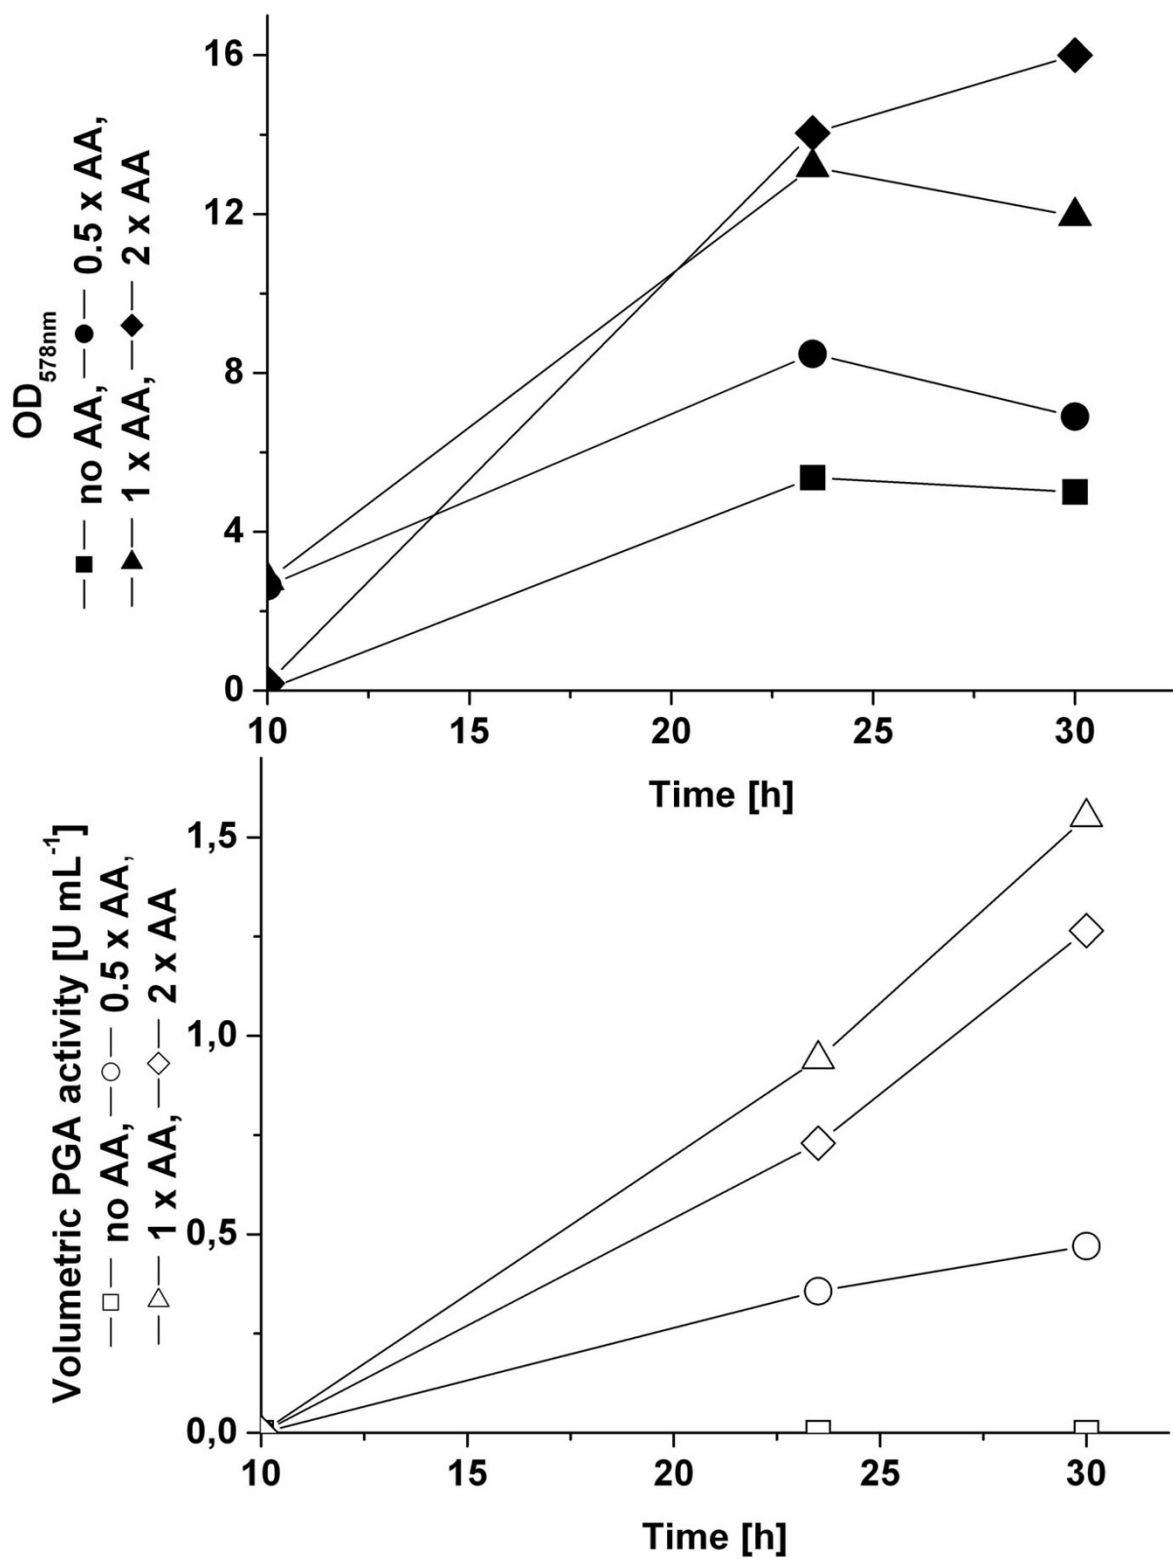 OD578nm
no AA, 0.5 x AA,
1 x AA, 2 x AA
16
12
8
4
0
10 15 20 25 30
Time [h]
Volumetric PGA activity [U mL-1]
no AA, 0.5 x AA,
1 x AA, 2 x AA
1,5
1,0
0,5
0,0
10 15 20 25 30
Time [h]